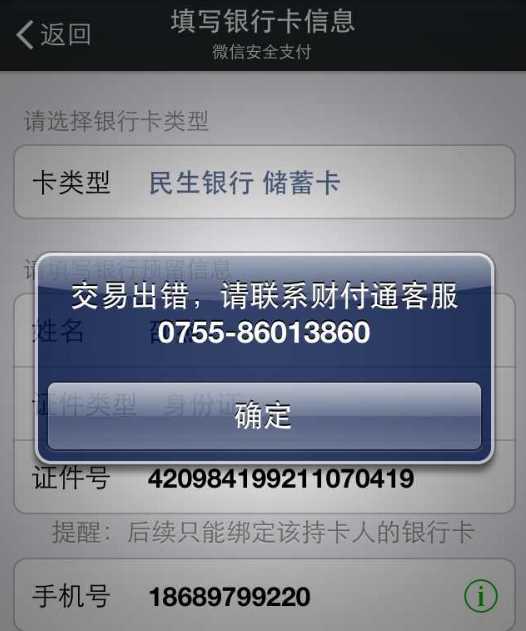 返回
填写银行卡信息
微信安全支付
请选择银行卡类型
卡类型 民生银行 储蓄卡
请填写银行预留信息
交易出错，请联系财付通客服
0755-86013860
姓名
证件类型 身份证
确定
证件号 420984199211070419
提醒：后续只能绑定该持卡人的银行卡
手机号 18689799220